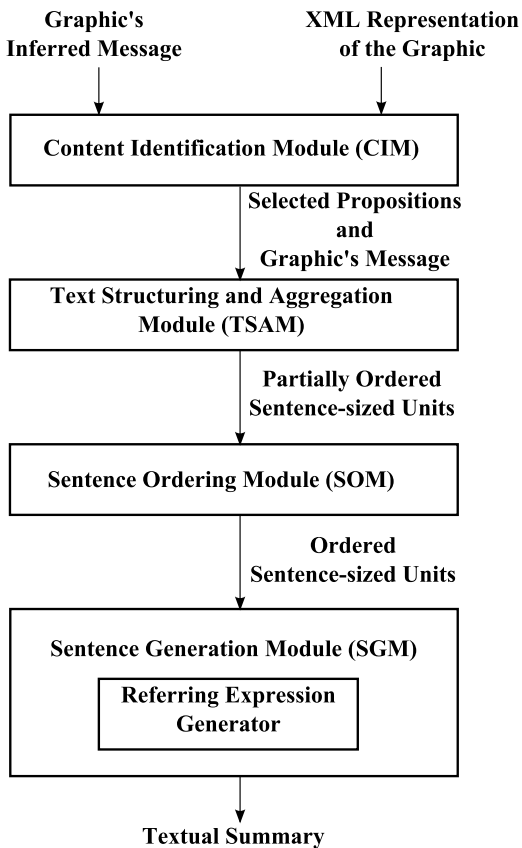 Graphic's
Inferred Message
XML Representation
of the Graphic
Content Identification Module (CIM)
Selected Propositions
and
Graphic's Message
Text Structuring and Aggregation
Module (TSAM)
Partially Ordered
Sentence-sized Units
Sentence Ordering Module (SOM)
Ordered
Sentence-sized Units
Sentence Generation Module (SGM)
Referring Expression
Generator
Textual Summary